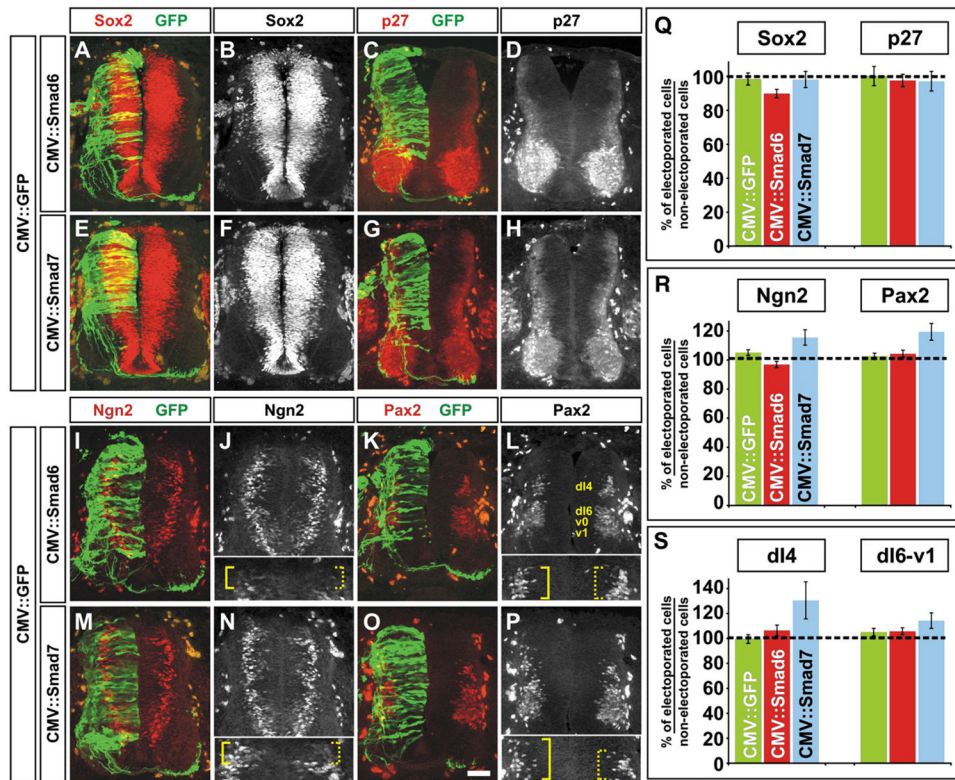 Sox2 GFP Sox2 p27 GFP p27
CMV::GFP
CMV::Smad6
A B C D
CMV::Smad7
E F G H
Ngn2 GFP Ngn2 Pax2 GFP Pax2
CMV::GFP
CMV::Smad6
I J K L
dI4
dI6
v0
v1
CMV::Smad7
M N O P
Q
Sox2 p27
% of electoporated cells
non-electoporated cells
100
80
60
40
20
0
CMV::GFP
CMV::Smad6
CMV::Smad7
R
Ngn2 Pax2
% of electoporated cells
non-electoporated cells
120
100
80
60
40
20
0
CMV::GFP
CMV::Smad6
CMV::Smad7
S
dI4 dI6-v1
% of electoporated cells
non-electoporated cells
140
120
100
80
60
40
20
0
CMV::GFP
CMV::Smad6
CMV::Smad7